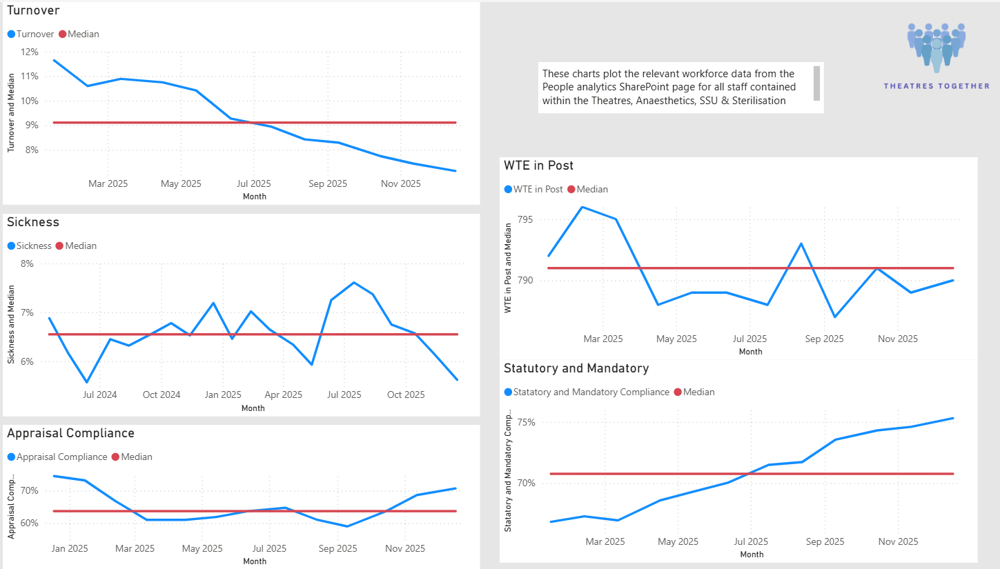 Turnover
Turnover Median
12%
11%
10%
9%
8%
Turnover and Median
Mar 2025 May 2025 Jul 2025 Sep 2025 Nov 2025
Month
Sickness
Sickness Median
8%
7%
6%
Sickness and Median
Jul 2024 Oct 2024 Jan 2025 Apr 2025 Jul 2025 Oct 2025
Month
Appraisal Compliance
Appraisal Compliance Median
70%
60%
Appraisal Comp...
Jan 2025 Mar 2025 May 2025 Jul 2025 Sep 2025 Nov 2025
Month
These charts plot the relevant workforce data from the
People analytics SharePoint page for all staff contained
within the Theatres, Anaesthetics, SSU & Sterilisation
THEATRES TOGETHER
WTE in Post
WTE in Post Median
795
790
WTE in Post and Median
Mar 2025 May 2025 Jul 2025 Sep 2025 Nov 2025
Month
Statutory and Mandatory
Statatory and Mandatory Compliance Median
75%
70%
Statatory and Mandatory Comp...
Mar 2025 May 2025 Jul 2025 Sep 2025 Nov 2025
Month